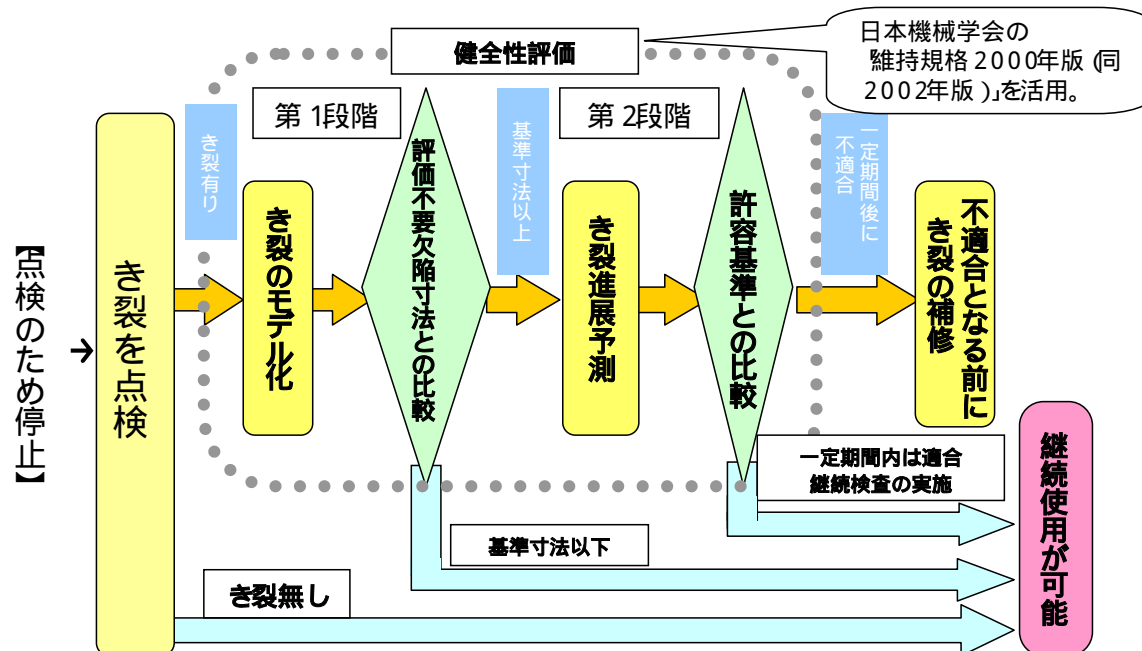 日本機械学会の
「維持規格2000年版(同
2002年版)」を活用。
健全性評価
第1段階
第2段階
【点検のため停止】
→
き裂を点検
き裂有り
き裂のモデル化
評価不要欠陥寸法との比較
基準寸法以上
き裂進展予測
許容基準との比較
一定期間後に
不適合
不適合となる前に
き裂の補修
一定期間内は適合
継続検査の実施
基準寸法以下
き裂無し
継続使用が可能